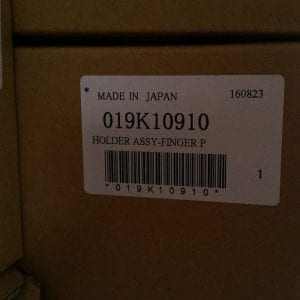 * MADE IN JAPAN 160823
019K10910
HOLDER ASSY-FINGER P
*019K10910*
1